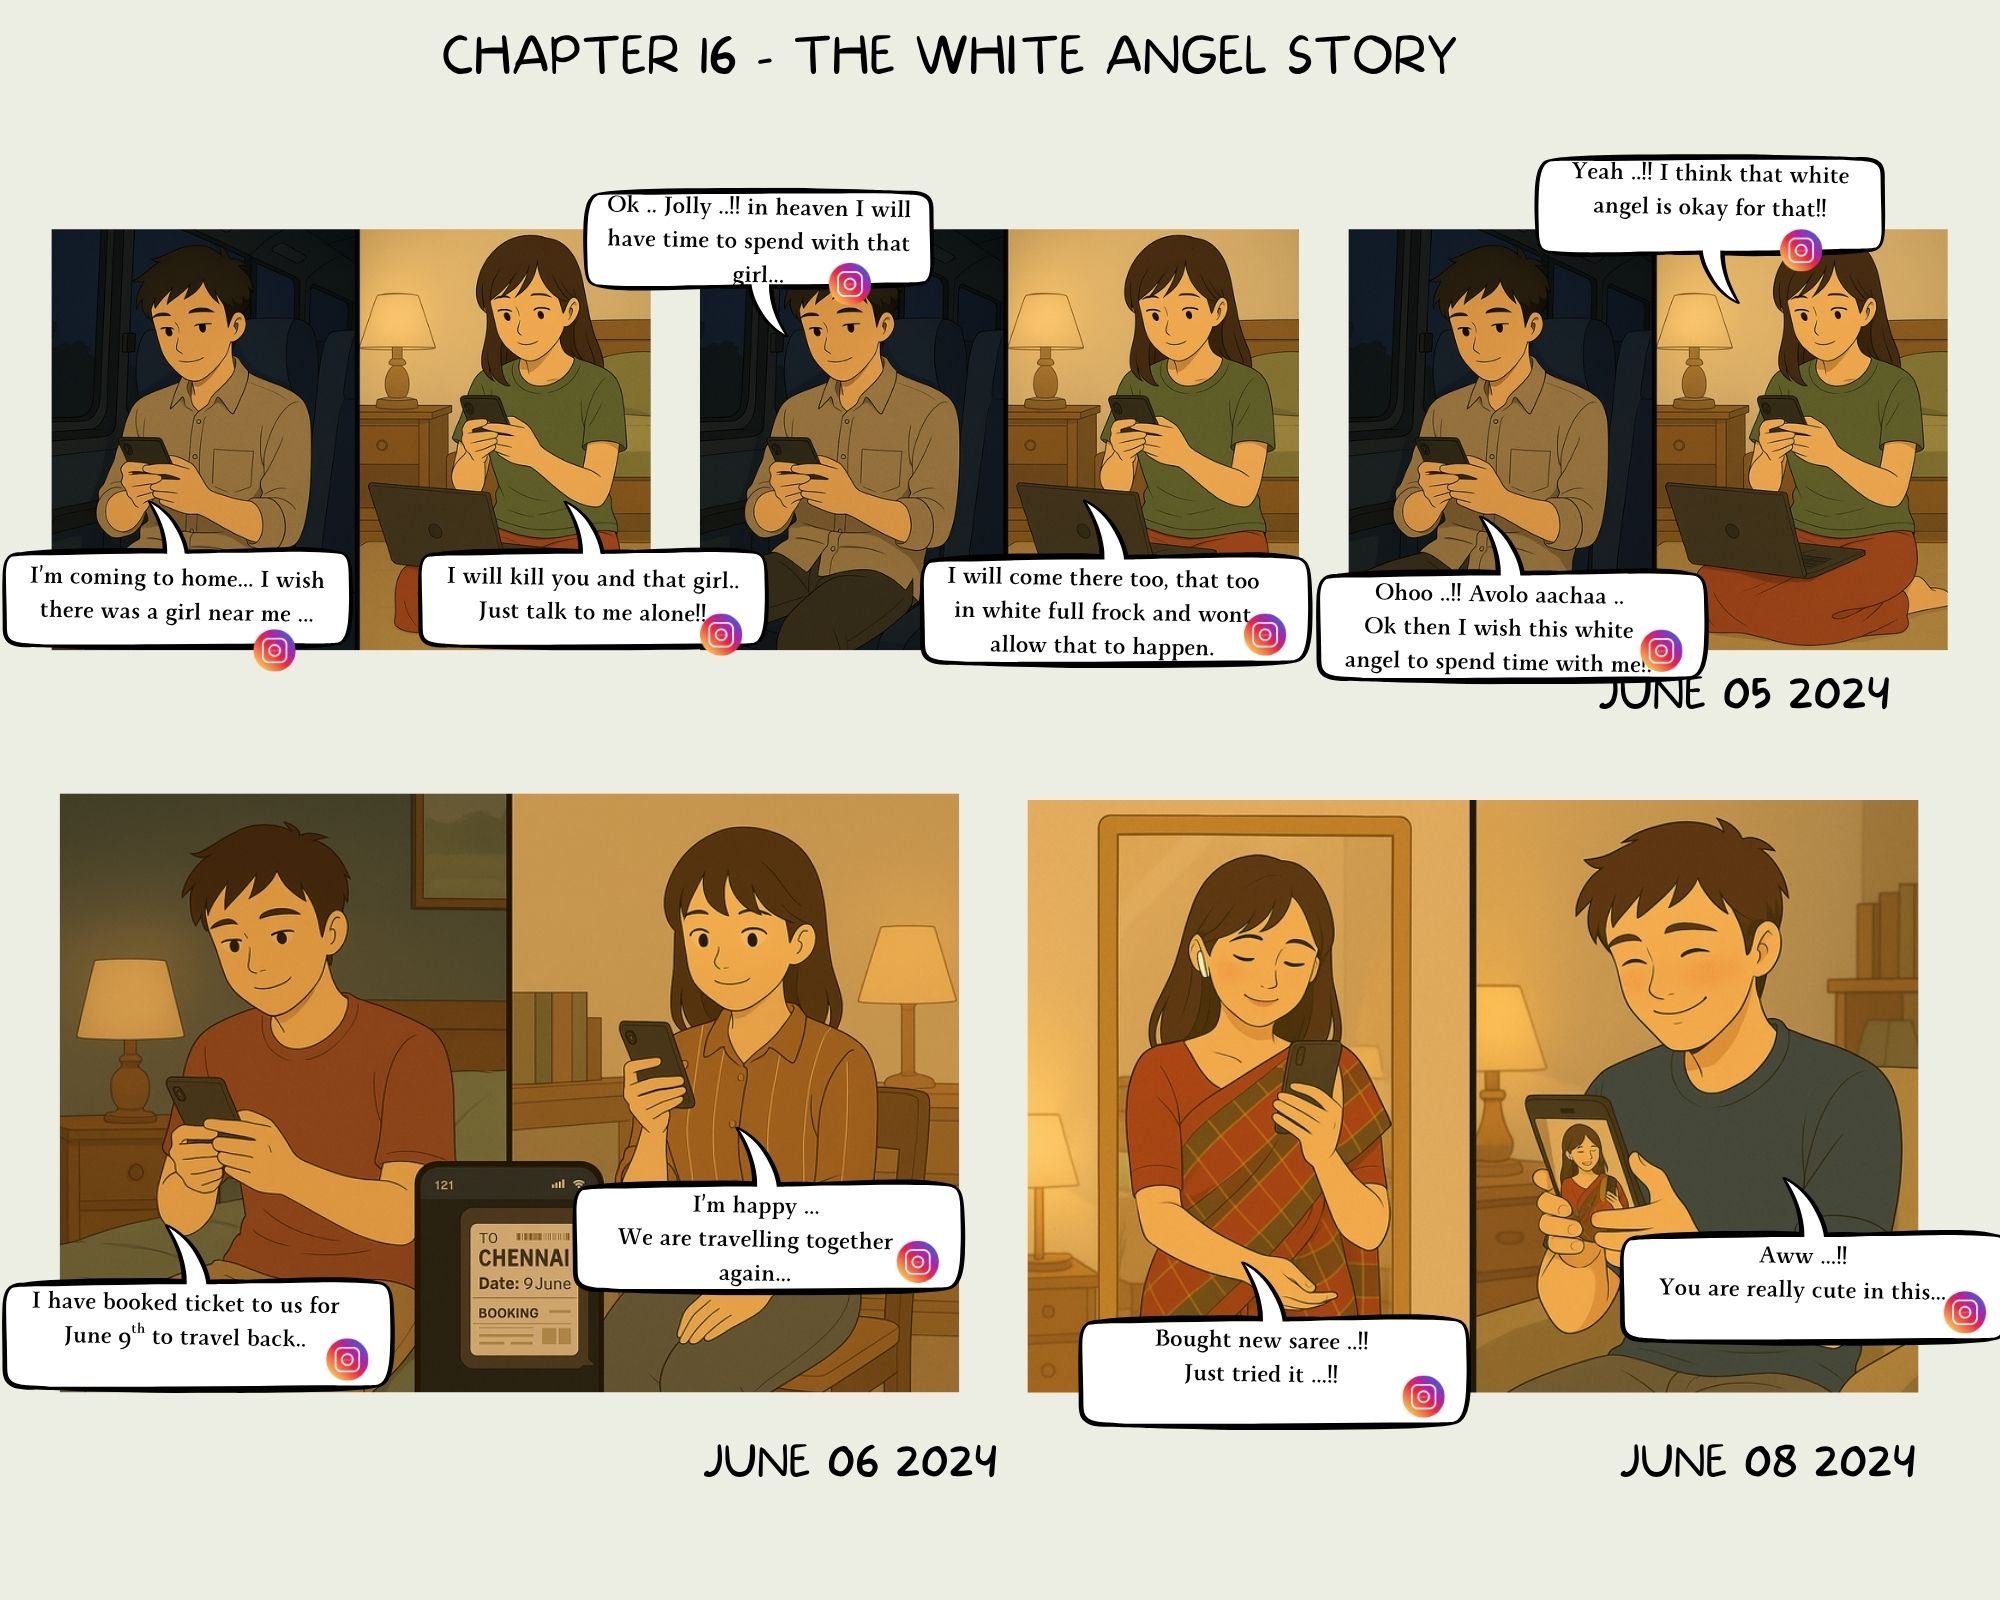 CHAPTER 16 - THE WHITE ANGEL STORY
I'm coming to home... I wish
there was a girl near me ...
I will kill you and that girl..
Just talk to me alone!!
Ok .. Jolly ..!! in heaven I will
have time to spend with that
girl...
I will come there too, that too
in white full frock and wont
allow that to happen.
Ohoo ..!! Avolo aachaa ..
Ok then I wish this white
angel to spend time with me!!
Yeah ..!! I think that white
angel is okay for that!!
JUNE 05 2024
I have booked ticket to us for
June 9th to travel back..
121
TO
CHENNAI
Date: 9 June
BOOKING
I'm happy ...
We are travelling together
again...
JUNE 06 2024
Bought new saree ..!!
Just tried it ...!!
Aww ...!!
You are really cute in this...
JUNE 08 2024